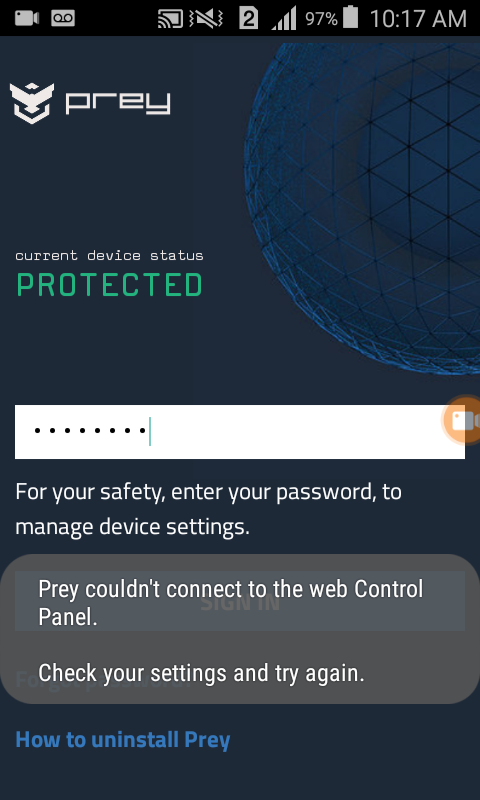 2 97% 10:17 AM
prey
current device status
PROTECTED
For your safety, enter your password, to
manage device settings.
Prey couldn't connect to the web Control
Panel.
SIGN IN
Check your settings and try again.
Forgot password?
How to uninstall Prey